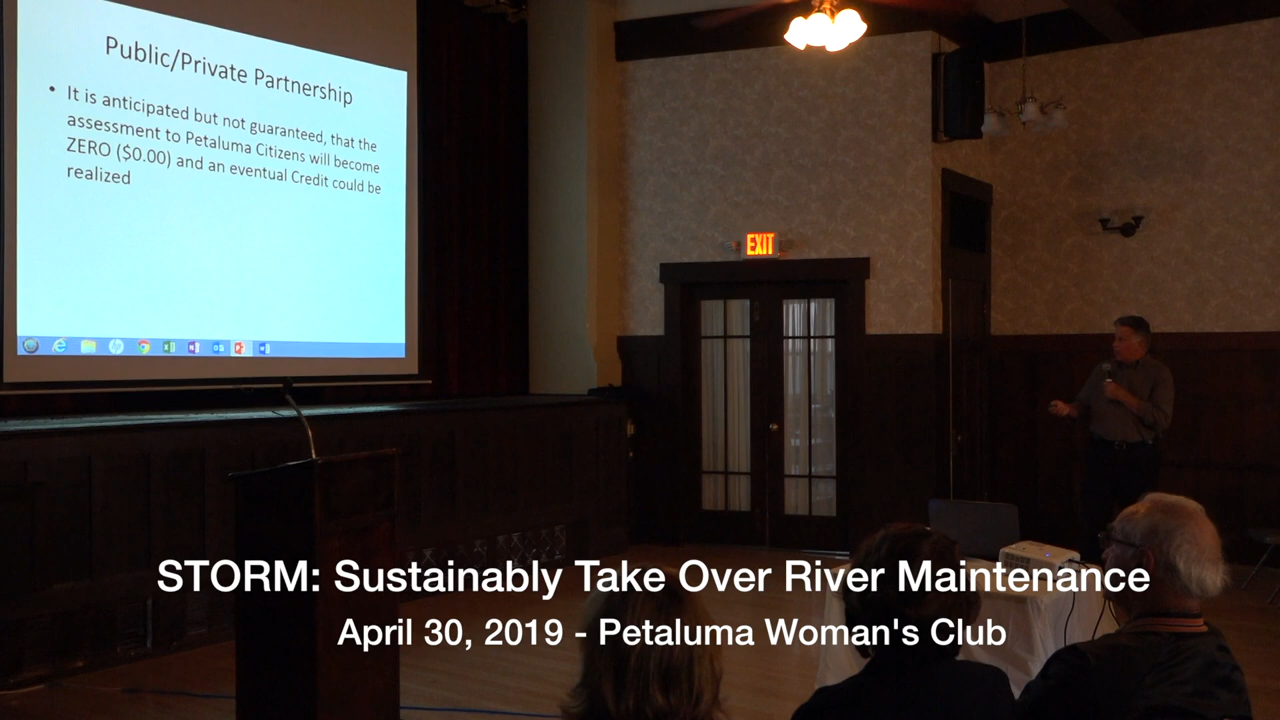 Public/Private Partnership
• It is anticipated but not guaranteed, that the
assessment to Petaluma Citizens will become
ZERO ($0.00) and an eventual Credit could be
realized
EXIT
STORM: Sustainably Take Over River Maintenance
April 30, 2019 - Petaluma Woman's Club